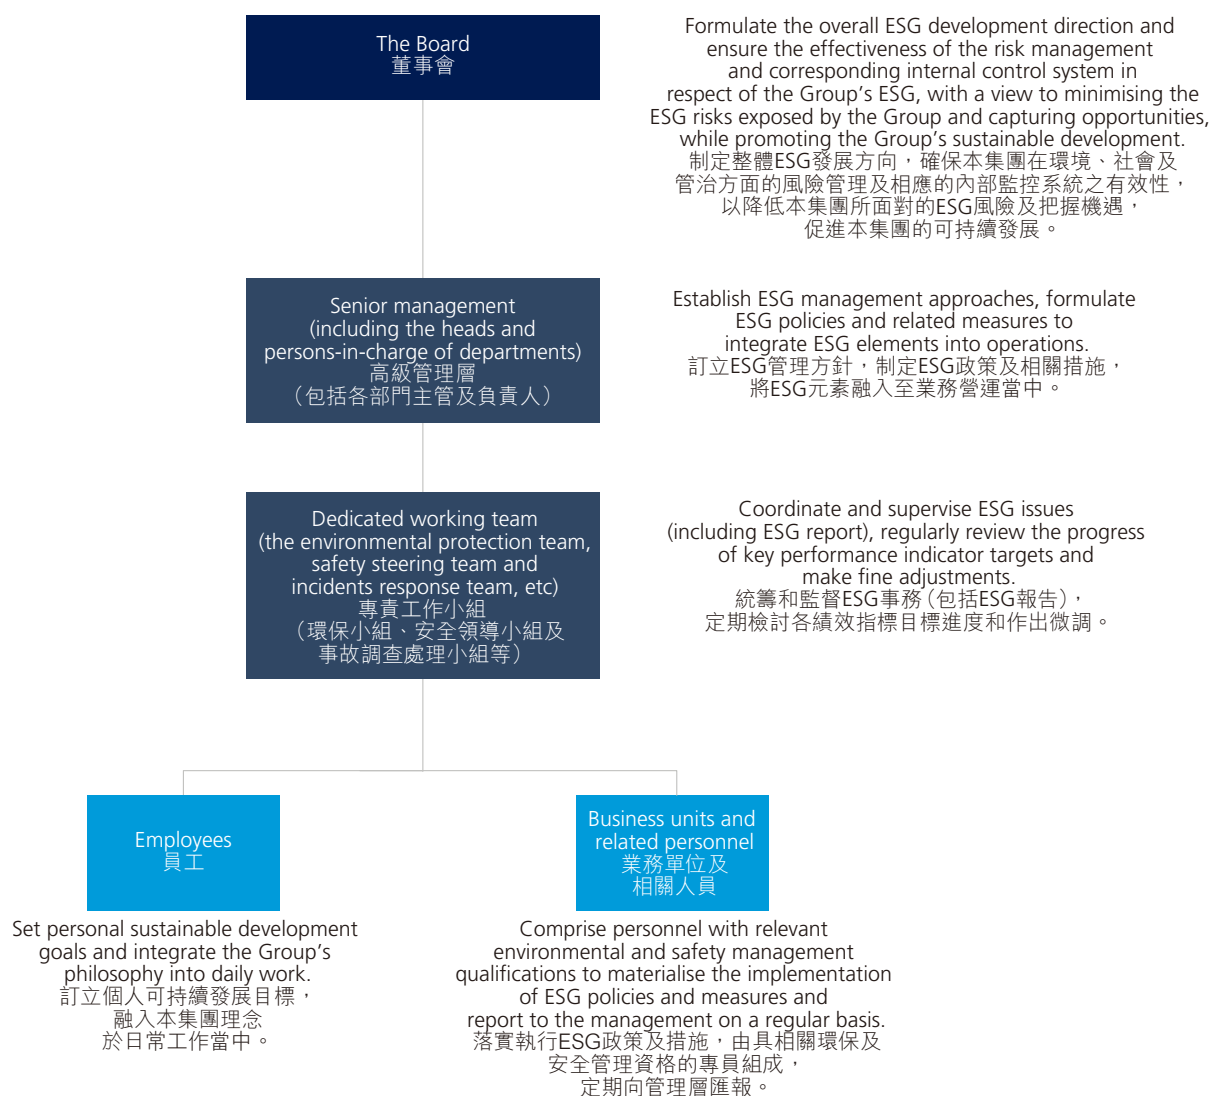 The Board
董事會
Formulate the overall ESG development direction and
ensure the effectiveness of the risk management
and corresponding internal control system in
respect of the Group's ESG, with a view to minimising the
ESG risks exposed by the Group and capturing opportunities,
while promoting the Group's sustainable development.
制定整體ESG發展方向，確保本集團在環境、社會及
管治方面的風險管理及相應的內部監控系統之有效性，
以降低本集團所面對的ESG風險及把握機遇，
促進本集團的可持續發展。
Senior management
(including the heads and
persons-in-charge of departments)
高級管理層
（包括各部門主管及負責人）
Establish ESG management approaches, formulate
ESG policies and related measures to
integrate ESG elements into operations.
訂立ESG管理方針，制定ESG政策及相關措施，
將ESG元素融入至業務營運當中。
Dedicated working team
(the environmental protection team,
safety steering team and
incidents response team, etc)
專責工作小組
（環保小組、安全領導小組及
事故調查處理小組等）
Coordinate and supervise ESG issues
(including ESG report), regularly review the progress
of key performance indicator targets and
make fine adjustments.
統籌和監督ESG事務（包括ESG報告），
定期檢討各績效指標目標進度和作出微調。
Employees
員工
Set personal sustainable development
goals and integrate the Group's
philosophy into daily work.
訂立個人可持續發展目標，
融入本集團理念
於日常工作當中。
Business units and
related personnel
業務單位及
相關人員
Comprise personnel with relevant
environmental and safety management
qualifications to materialise the implementation
of ESG policies and measures and
report to the management on a regular basis.
落實執行ESG政策及措施，由具相關環保及
安全管理資格的專員組成，
定期向管理層匯報。